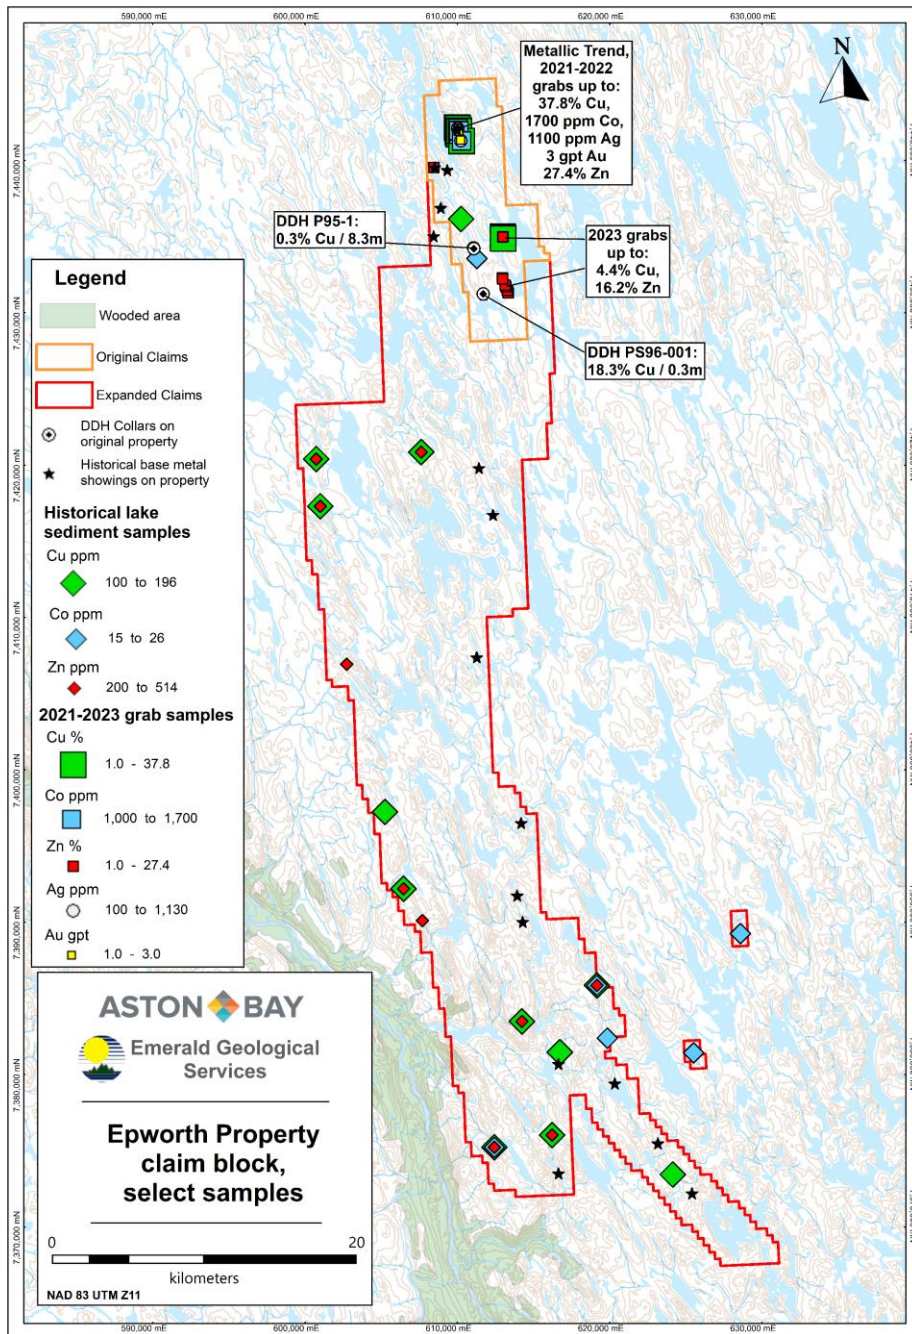 590,000 mE
600,000 mE
610,000 mE
620,000 mE
630,000 mE
N
Metallic Trend,
2021-2022
grabs up to:
37.8% Cu,
1700 ppm Co,
1100 ppm Ag
3 gpt Au
27.4% Zn
DDH P95-1:
0.3% Cu / 8.3m
2023 grabs
up to:
4.4% Cu,
16.2% Zn
DDH PS96-001:
18.3% Cu / 0.3m
7,440,000 mN
7,430,000 mN
7,420,000 mN
7,410,000 mN
7,400,000 mN
7,390,000 mN
7,380,000 mN
7,370,000 mN
Legend
Wooded area
Original Claims
Expanded Claims
DDH Collars on
original property
Historical base metal
showings on property
Historical lake
sediment samples
Cu ppm
100 to 196
Co ppm
15 to 26
Zn ppm
200 to 514
2021-2023 grab samples
Cu %
1.0 - 37.8
Co ppm
1,000 to 1,700
Zn %
1.0 - 27.4
Ag ppm
100 to 1,130
Au gpt
1.0 - 3.0
ASTON BAY
Emerald Geological
Services
Epworth Property
claim block,
select samples
0 20
kilometers
NAD 83 UTM Z11
590,000 mE
600,000 mE
610,000 mE
620,000 mE
630,000 mE